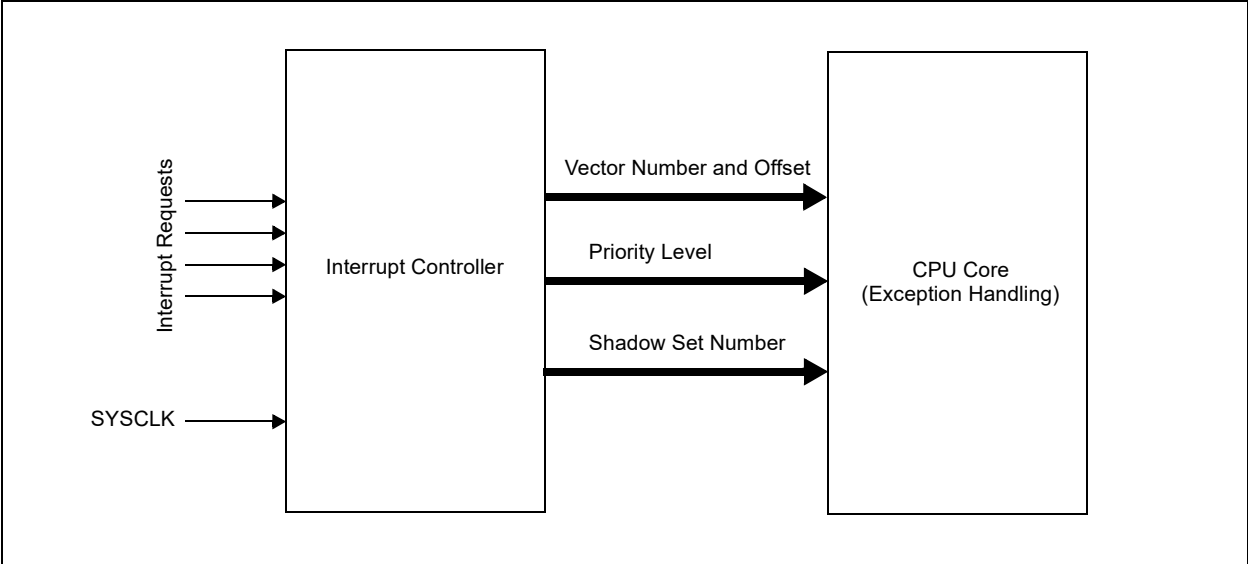 Interrupt Requests
SYSCLK
Interrupt Controller
Vector Number and Offset
Priority Level
Shadow Set Number
CPU Core
(Exception Handling)